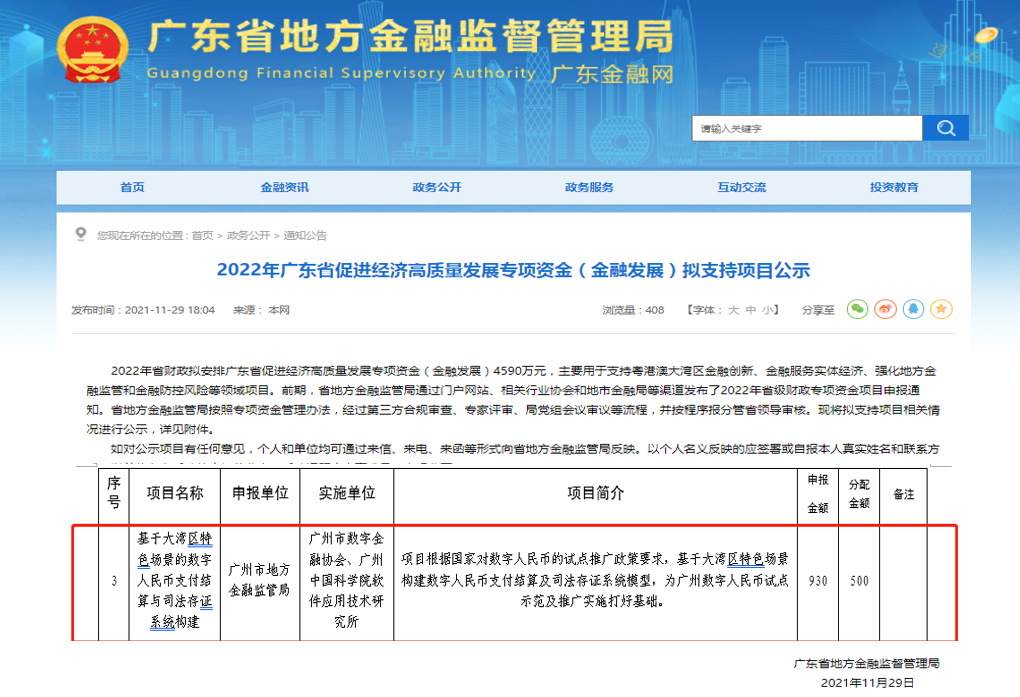 广东省地方金融监督管理局
Guangdong Financial Supervisory Authority 广东金融网
请输入关键字
首页 金融资讯 政务公开 政务服务 互动交流 投资教育
您现在所在的位置：首页 > 政务公开 > 通知公告
2022年广东省促进经济高质量发展专项资金（金融发展）拟支持项目公示
发布时间：2021-11-29 18:04 来源： 本网 浏览量：408 【字体： 大 中 小】 分享至
2022年省财政拟安排广东省促进经济高质量发展专项资金（金融发展）4590万元，主要用于支持粤港澳大湾区金融创新、金融服务实体经济、强化地方金
融监管和金融防控风险等领域项目。前期，省地方金融监管局通过门户网站、相关行业协会和地市金融局等渠道发布了2022年省级财政专项资金项目申报通
知。省地方金融监管局按照专项资金管理办法，经过第三方合规审查、专家评审、局党组会议审议等流程，并按程序报分管省领导审核。现将拟支持项目相关情
况进行公示，详见附件。
如对公示项目有任何意见，个人和单位均可通过来信、来电、来函等形式向省地方金融监管局反映。以个人名义反映的应签署或自报本人真实姓名和联系方
序号 项目名称 申报单位 实施单位 项目简介 申报金额 分配金额 备注
3
基于大湾区特
色场景的数字
人民币支付结
算与司法存证
系统构建
广州市地方
金融监管局
广州市数字金
融协会、广州
中国科学院软
件应用技术研
究所
项目根据国家对数字人民币的试点推广政策要求，基于大湾区特色场景
构建数字人民币支付结算及司法存证系统模型，为广州数字人民币试点
示范及推广实施打好基础。
930 500
广东省地方金融监督管理局
2021年11月29日